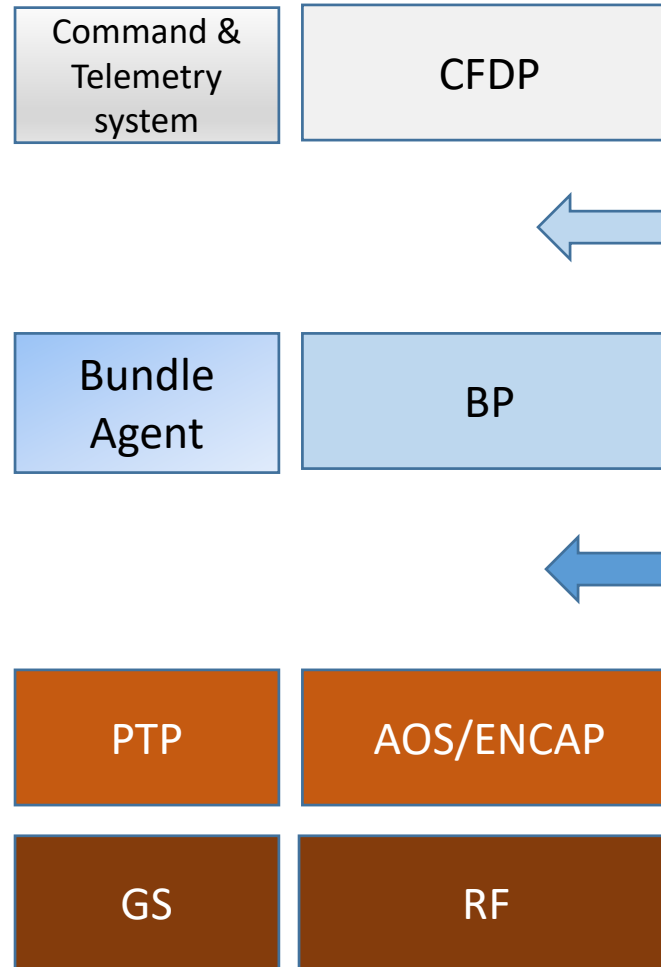 Command &
Telemetry
system
CFDP
Bundle
Agent
BP
PTP
AOS/ENCAP
GS
RF